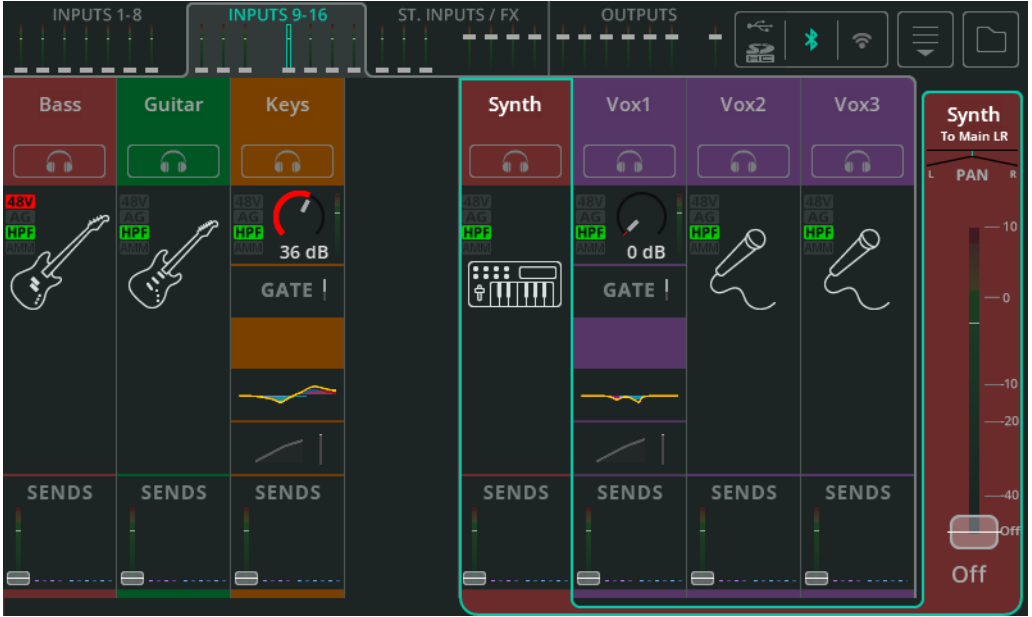 INPUTS 1-8
INPUTS 9-16
ST. INPUTS / FX
OUTPUTS
SD
HC
Bass
Guitar
Keys
Synth
Vox1
Vox2
Vox3
Synth
To Main LR
L PAN R
48V
AG
HPF
AMM
48V
AG
HPF
AMM
48V
AG
HPF
AMM
36 dB
48V
AG
HPF
AMM
48V
AG
HPF
AMM
0 dB
48V
AG
HPF
AMM
48V
AG
HPF
AMM
GATE
GATE
10
0
10
20
40
Off
SENDS
SENDS
SENDS
SENDS
SENDS
SENDS
SENDS
Off